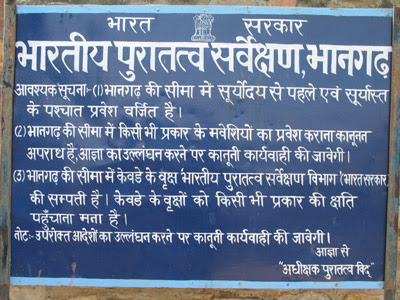 भारत सरकार
भारतीय पुरातत्व सर्वेक्षण, भानगढ़
आवश्यक सूचनाः-(1) भानगढ़ की सीमा में सूर्योदय से पहले एवं सूर्यास्त
के पश्चात प्रवेश वर्जित है।
(2) भानगढ़ की सीमा में किसी भी प्रकार के मवेशियों का प्रवेश कराना कानूनन
अपराध है, आज्ञा का उल्लंघन करने पर कानूनी कार्यवाही की जावेगी।
(3) भानगढ़ की सीमा में केवडे के वृक्ष भारतीय पुरातत्व सर्वेक्षण विभाग 'भारत सरकार'
की सम्पती है। केवडे के वृक्षों को किसी भी प्रकार की क्षति
पहुँचाना मना है।
नोटः- उपरोक्त आदेशों का उल्लंघन करने पर कानूनी कार्यवाही की जावेगी।
आज्ञा से
"अधीक्षक पुरातत्व विद्"